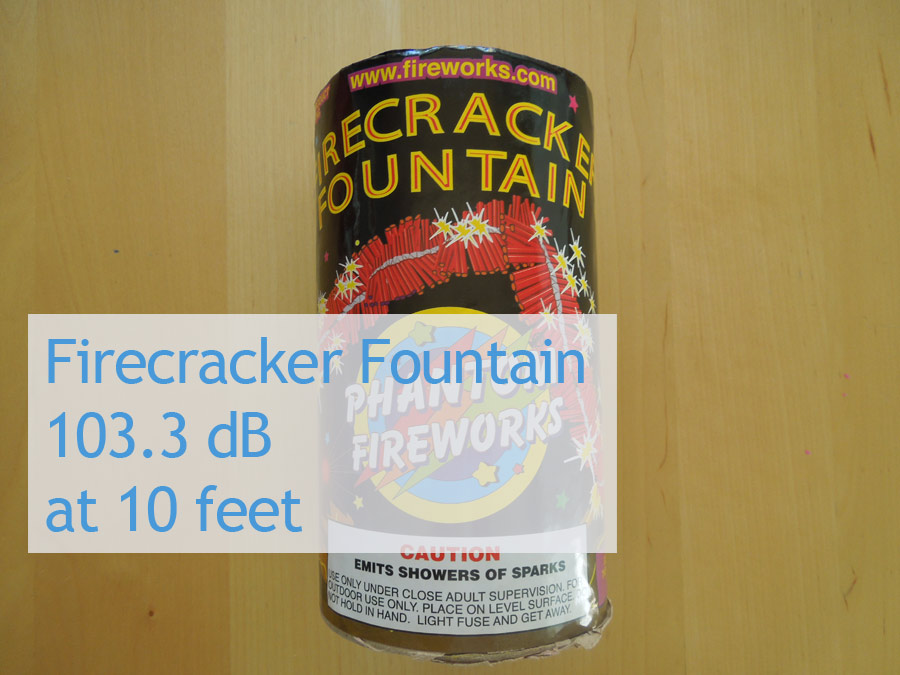 www.fireworks.com
FIRECRACKER
FOUNTAIN
PHANTOM
FIREWORKS
Firecracker Fountain
103.3 dB
at 10 feet
CAUTION
EMITS SHOWERS OF SPARKS
USE ONLY UNDER CLOSE ADULT SUPERVISION. FOR
OUTDOOR USE ONLY. PLACE ON LEVEL SURFACE.
NOT HOLD IN HAND. LIGHT FUSE AND GET AWAY.